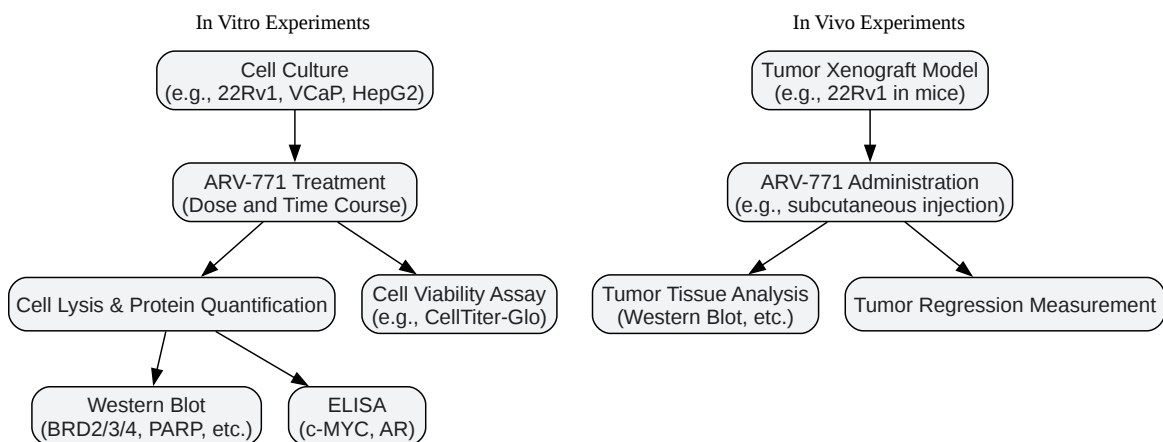 In Vitro Experiments
Cell Culture
(e.g., 22Rv1, VCaP, HepG2)
ARV-771 Treatment
(Dose and Time Course)
Cell Lysis & Protein Quantification
Cell Viability Assay
(e.g., CellTiter-Glo)
Western Blot
(BRD2/3/4, PARP, etc.)
ELISA
(c-MYC, AR)
In Vivo Experiments
Tumor Xenograft Model
(e.g., 22Rv1 in mice)
ARV-771 Administration
(e.g., subcutaneous injection)
Tumor Tissue Analysis
(Western Blot, etc.)
Tumor Regression Measurement